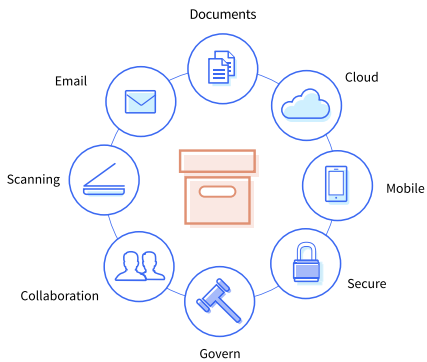 Documents
Cloud
Email
Scanning
Mobile
Secure
Collaboration
Govern